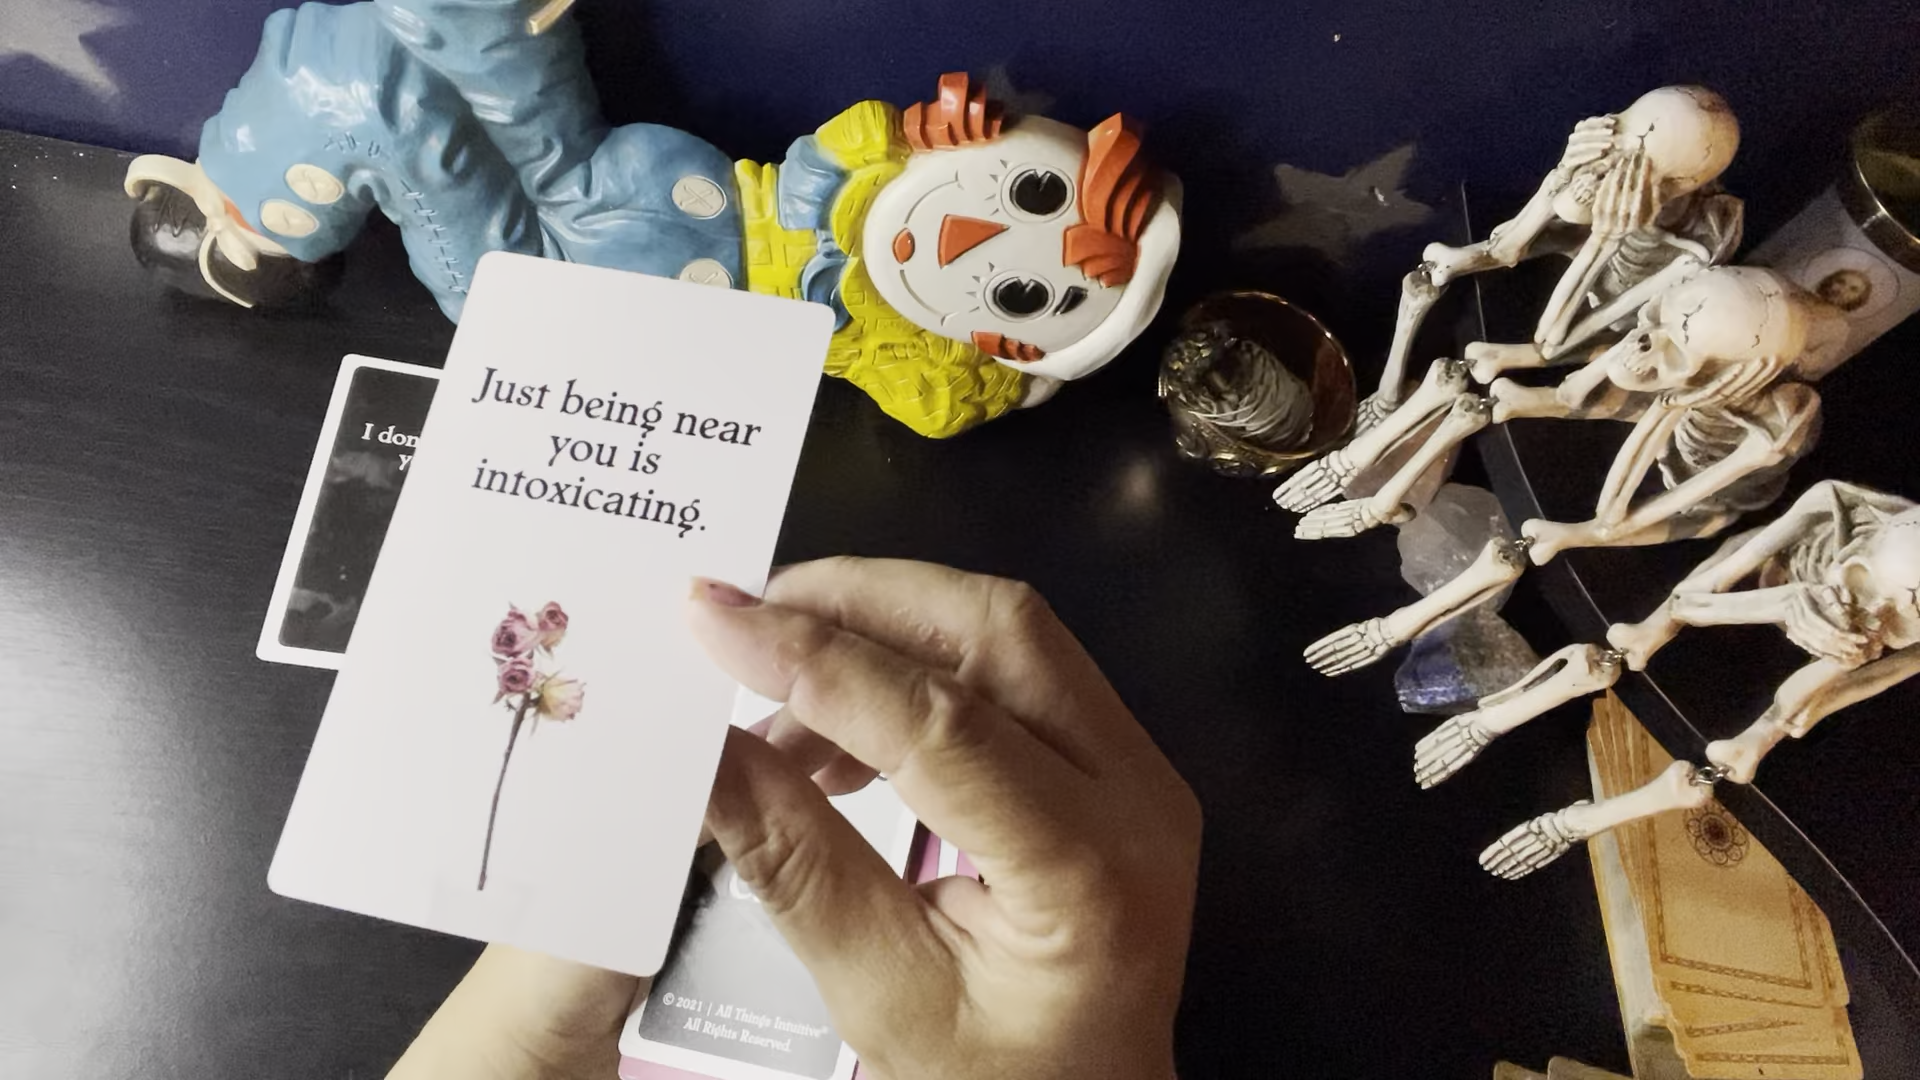 Just being near
you is
intoxicating.
I don
y
© 2021 | All Things Intuitive®
All Rights Reserved.